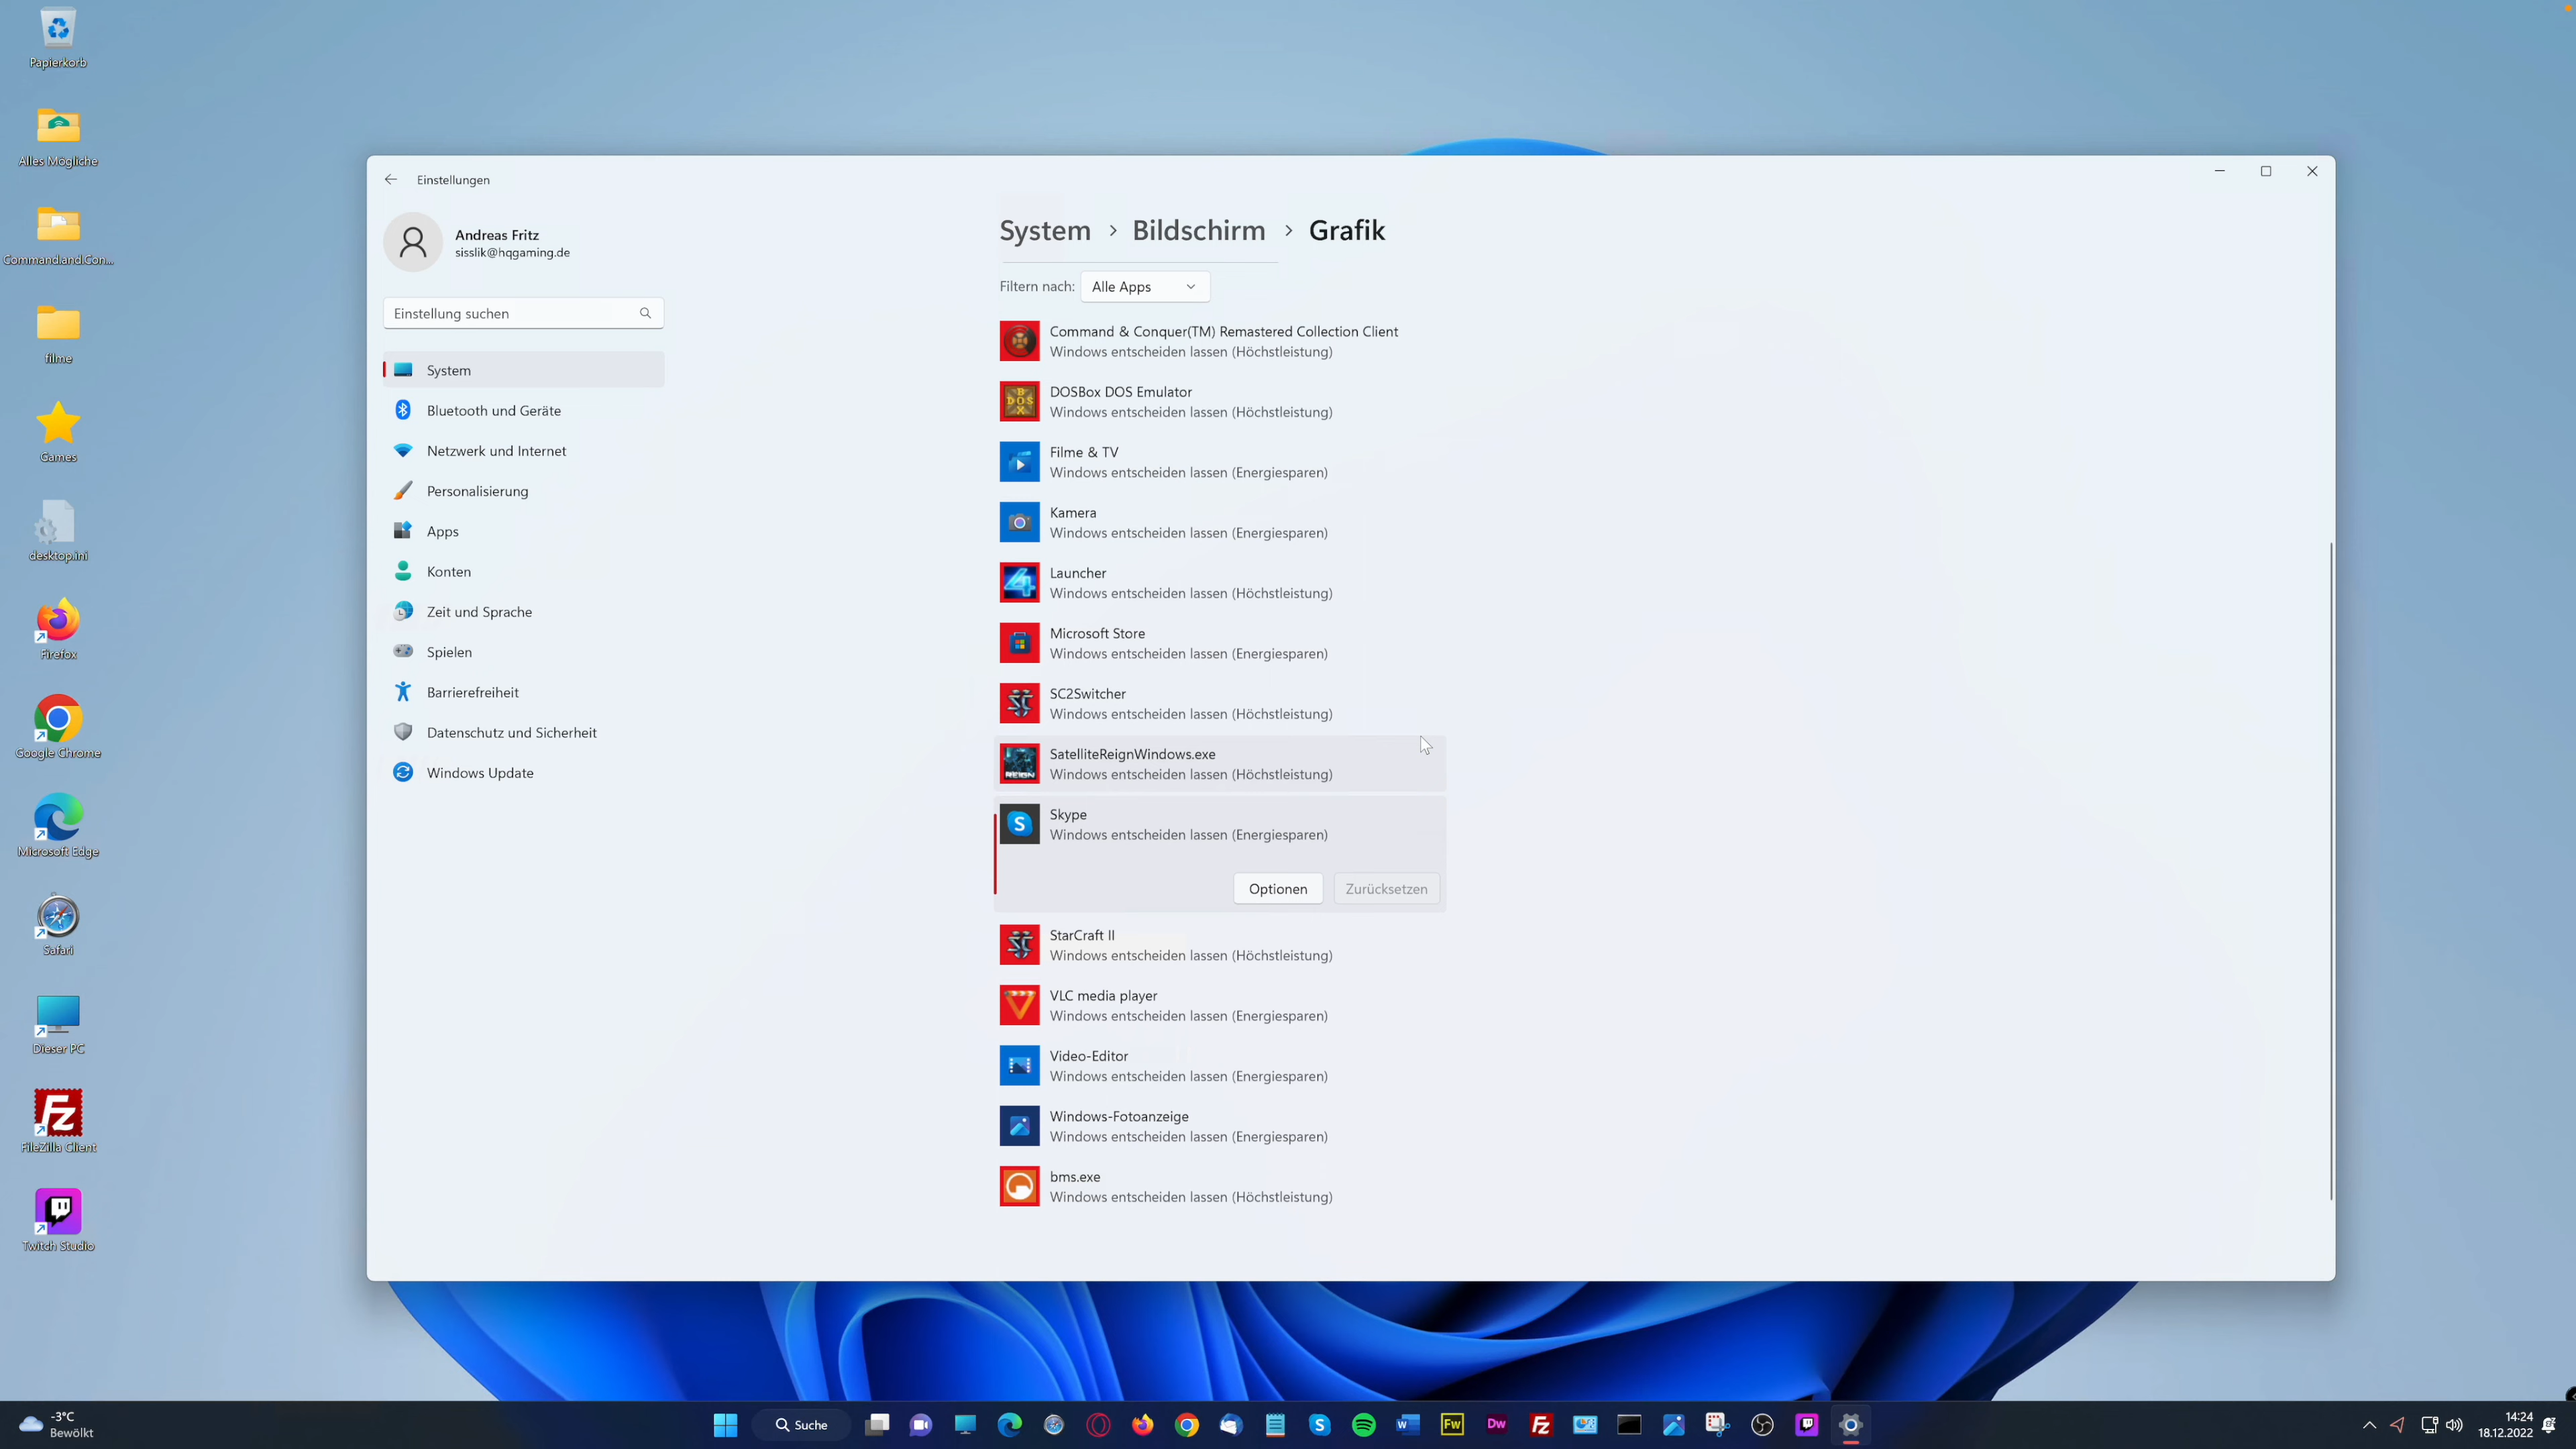 Papierkorb
Alles Mögliche
Command.and.Con...
filme
Games
desktop.ini
Firefox
Google Chrome
Microsoft Edge
Safari
Dieser PC
FileZilla Client
Twitch Studio
Einstellungen
Andreas Fritz
sisslik@hqgaming.de
Einstellung suchen
System
Bluetooth und Geräte
Netzwerk und Internet
Personalisierung
Apps
Konten
Zeit und Sprache
Spielen
Barrierefreiheit
Datenschutz und Sicherheit
Windows Update
System > Bildschirm > Grafik
Filtern nach: Alle Apps
Command & Conquer(TM) Remastered Collection Client
Windows entscheiden lassen (Höchstleistung)
DOSBox DOS Emulator
Windows entscheiden lassen (Höchstleistung)
Filme & TV
Windows entscheiden lassen (Energiesparen)
Kamera
Windows entscheiden lassen (Energiesparen)
Launcher
Windows entscheiden lassen (Höchstleistung)
Microsoft Store
Windows entscheiden lassen (Energiesparen)
SC2Switcher
Windows entscheiden lassen (Höchstleistung)
REIGN
SatelliteReignWindows.exe
Windows entscheiden lassen (Höchstleistung)
Skype
Windows entscheiden lassen (Energiesparen)
Optionen Zurücksetzen
StarCraft II
Windows entscheiden lassen (Höchstleistung)
VLC media player
Windows entscheiden lassen (Energiesparen)
Video-Editor
Windows entscheiden lassen (Energiesparen)
Windows-Fotoanzeige
Windows entscheiden lassen (Energiesparen)
bms.exe
Windows entscheiden lassen (Höchstleistung)
-3°C
Bewölkt
Suche
Fw
Dw
14:24
18.12.2022